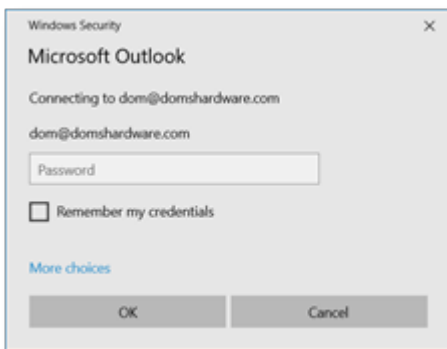 Windows Security
Microsoft Outlook
Connecting to dom@domshardware.com
dom@domshardware.com
Password
Remember my credentials
More choices
OK
Cancel